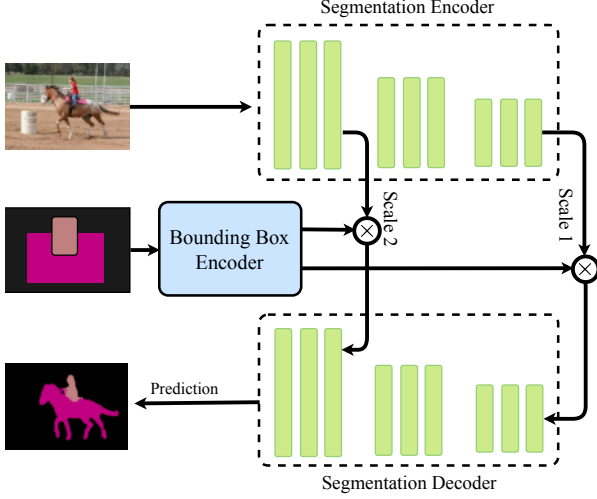 Segmentation Encoder
Scale 2
Scale 1
Bounding Box
Encoder
Prediction
Segmentation Decoder